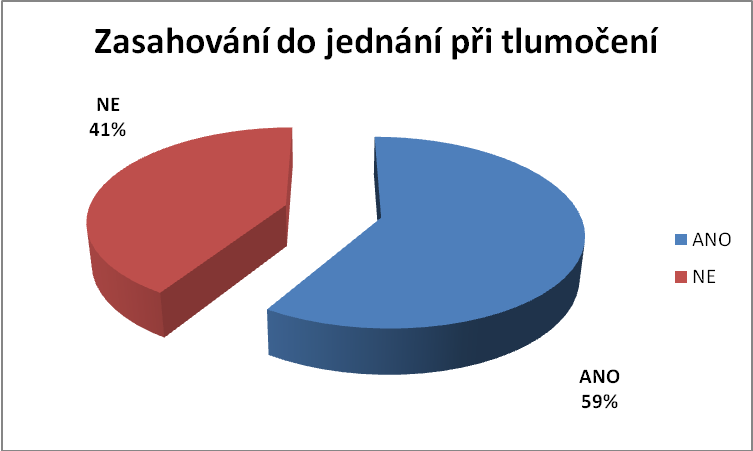 Zasahování do jednání při tlumočení
NE
41%
ANO
NE
ANO
59%